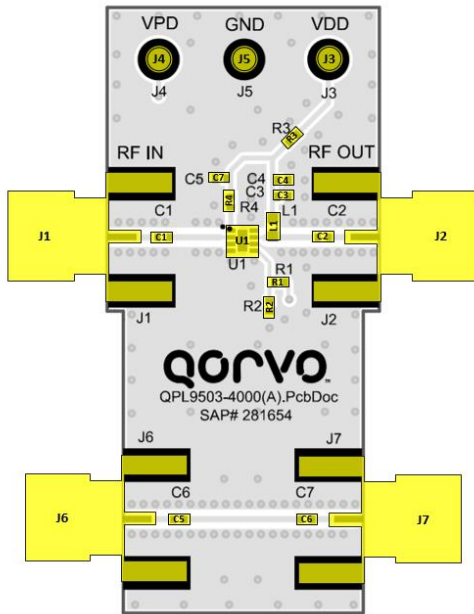 VPD GND VDD
J4 J5 J3
J4 J5 J3
R3
R3
RF IN RF OUT
C5 C7 C4 C4
C3 C3
R4 R4
C1 L1 L1 C2
J1 C1 U1 C2 J2
U1 R1
R1
R2 R2
J1 J2
QORVO™
QPL9503-4000(A).PcbDoc
SAP# 281654
J6 J7
C6 C7
J6 C5 C6 J7